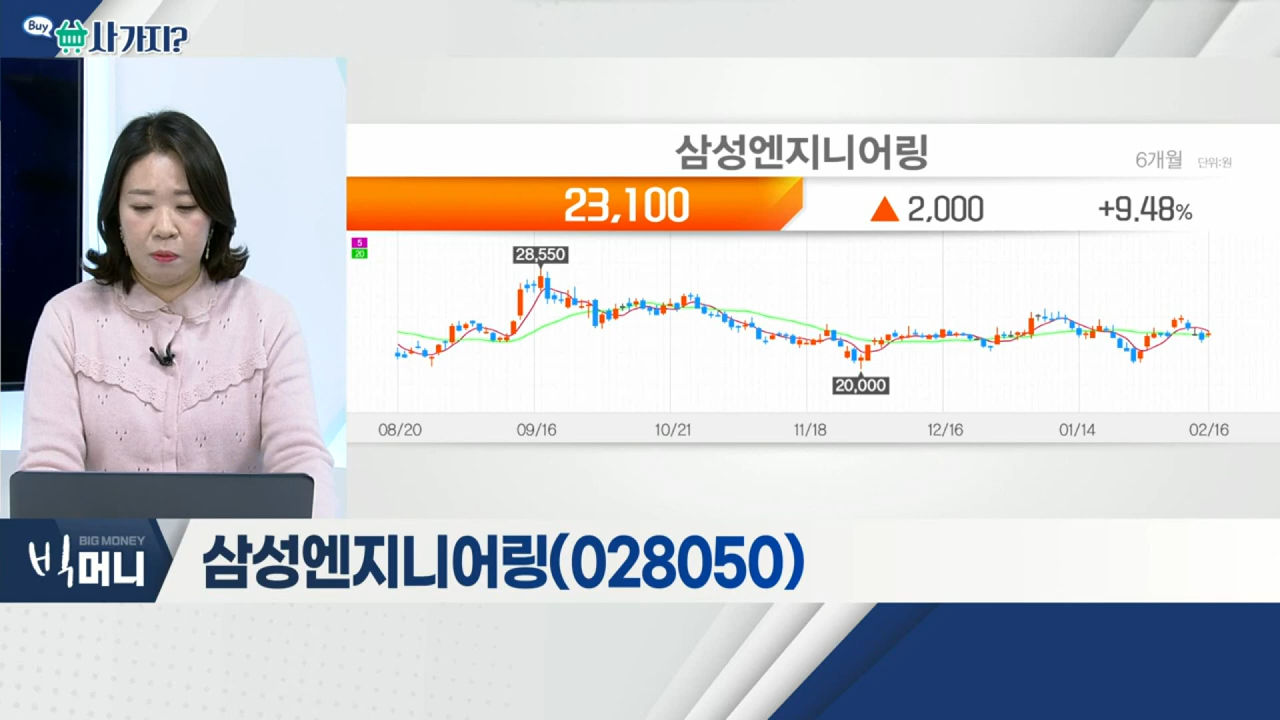 Buy
사가지?
삼성엔지니어링
6개월 단위:원
23,100 ▲ 2,000 +9.48%
5
20
28,550
20,000
08/20 09/16 10/21 11/18 12/16 01/14 02/16
BIG MONEY
빅머니
삼성엔지니어링(028050)